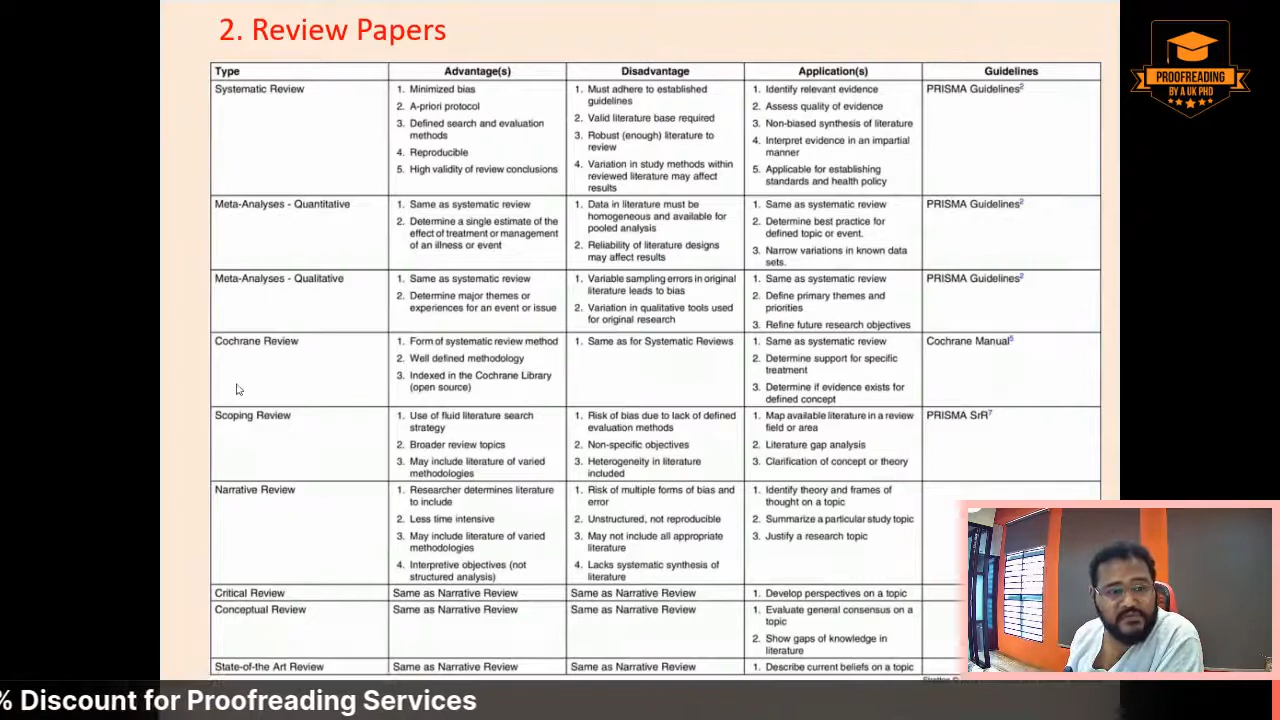 2. Review Papers
PROOFREADING
BY A UK PHD
Type Advantage(s) Disadvantage Application(s) Guidelines
Systematic Review
1. Minimized bias
2. A-priori protocol
3. Defined search and evaluation
methods
4. Reproducible
5. High validity of review conclusions
1. Must adhere to established
guidelines
2. Valid literature base required
3. Robust (enough) literature to
review
4. Variation in study methods within
reviewed literature may affect
results
1. Identify relevant evidence
2. Assess quality of evidence
3. Non-biased synthesis of literature
4. Interpret evidence in an impartial
manner
5. Applicable for establishing
standards and health policy
PRISMA Guidelines²
Meta-Analyses - Quantitative
1. Same as systematic review
2. Determine a single estimate of the
effect of treatment or management
of an illness or event
1. Data in literature must be
homogeneous and available for
pooled analysis
2. Reliability of literature designs
may affect results
1. Same as systematic review
2. Determine best practice for
defined topic or event.
3. Narrow variations in known data
sets.
PRISMA Guidelines²
Meta-Analyses - Qualitative
1. Same as systematic review
2. Determine major themes or
experiences for an event or issue
1. Variable sampling errors in original
literature leads to bias
2. Variation in qualitative tools used
for original research
1. Same as systematic review
2. Define primary themes and
priorities
3. Refine future research objectives
PRISMA Guidelines²
Cochrane Review
1. Form of systematic review method
2. Well defined methodology
3. Indexed in the Cochrane Library
(open source)
1. Same as for Systematic Reviews
1. Same as systematic review
2. Determine support for specific
treatment
3. Determine if evidence exists for
defined concept
Cochrane Manual⁵
Scoping Review
1. Use of fluid literature search
strategy
2. Broader review topics
3. May include literature of varied
methodologies
1. Risk of bias due to lack of defined
evaluation methods
2. Non-specific objectives
3. Heterogeneity in literature
included
1. Map available literature in a review
field or area
2. Literature gap analysis
3. Clarification of concept or theory
PRISMA SrR⁷
Narrative Review
1. Researcher determines literature
to include
2. Less time intensive
3. May include literature of varied
methodologies
4. Interpretive objectives (not
structured analysis)
1. Risk of multiple forms of bias and
error
2. Unstructured, not reproducible
3. May not include all appropriate
literature
4. Lacks systematic synthesis of
literature
1. Identify theory and frames of
thought on a topic
2. Summarize a particular study topic
3. Justify a research topic
Critical Review
Same as Narrative Review
Same as Narrative Review
1. Develop perspectives on a topic
Conceptual Review
Same as Narrative Review
Same as Narrative Review
1. Evaluate general consensus on a
topic
2. Show gaps of knowledge in
literature
State-of-the Art Review
Same as Narrative Review
Same as Narrative Review
1. Describe current beliefs on a topic
% Discount for Proofreading Services